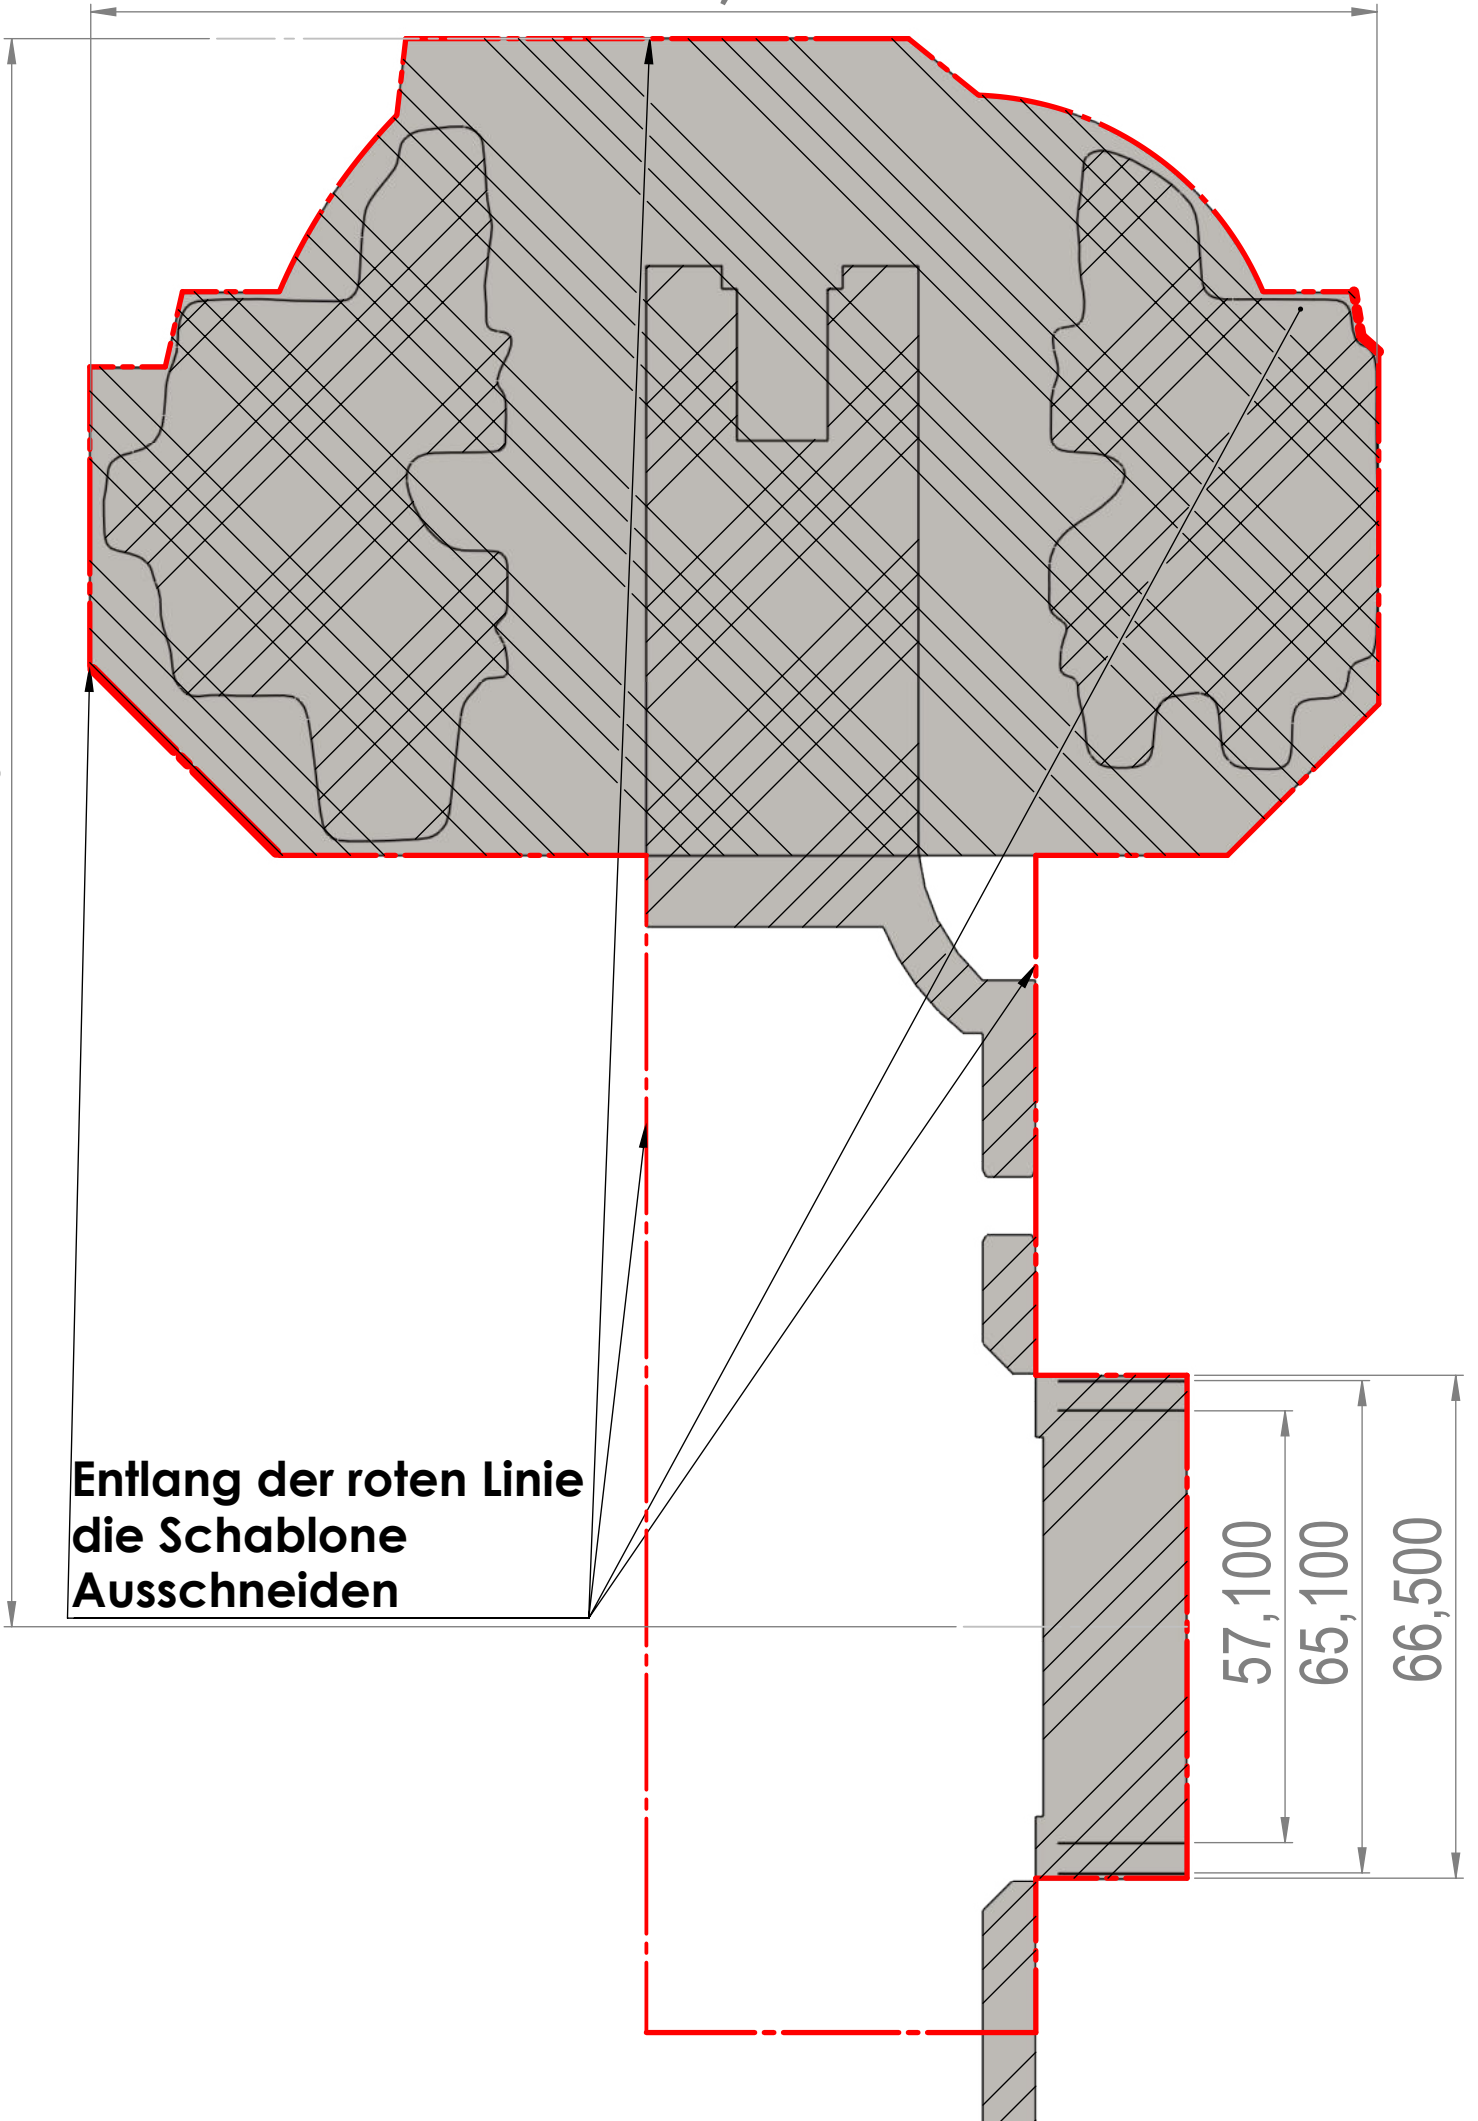 Entlang der roten Linie
die Schablone
Ausschneiden
57,100
65,100
66,500